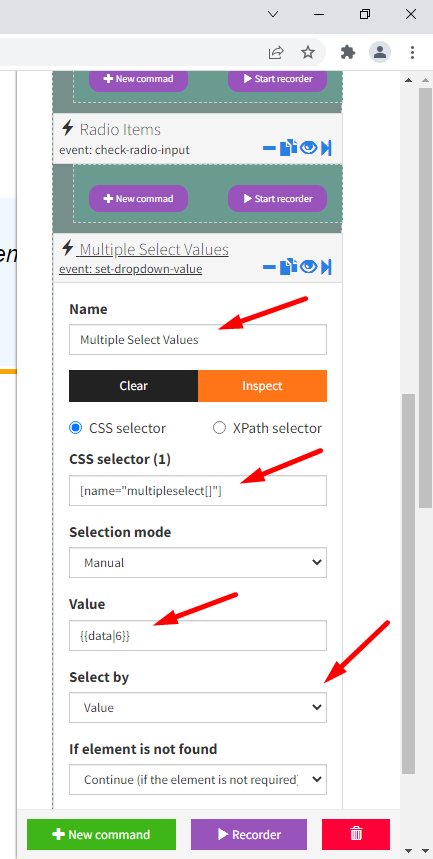 New commad
Start recorder
Radio Items
event: check-radio-input
New commad
Start recorder
Multiple Select Values
event: set-dropdown-value
en
Name
Multiple Select Values
Clear
Inspect
CSS selector
XPath selector
CSS selector (1)
[name="multipleselect[]"]
Selection mode
Manual
Value
{{data|6}}
Select by
Value
If element is not found
Continue (if the element is not required)
New command
Recorder